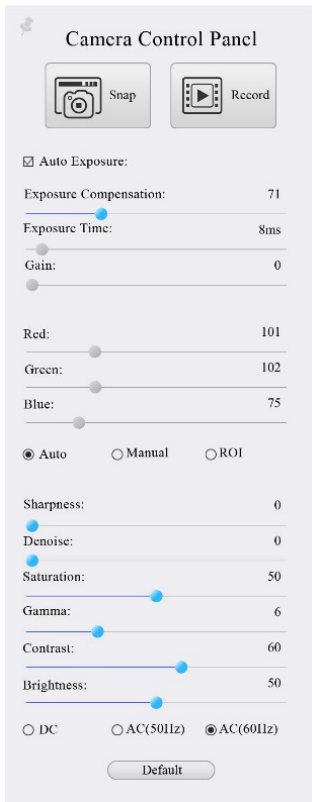 Camera Control Panel
Snap Record
Auto Exposure:
Exposure Compensation: 71
Exposure Time: 8ms
Gain: 0
Red: 101
Green: 102
Blue: 75
Auto Manual ROI
Sharpness: 0
Denoise: 0
Saturation: 50
Gamma: 6
Contrast: 60
Brightness: 50
DC AC(50Hz) AC(60Hz)
Default